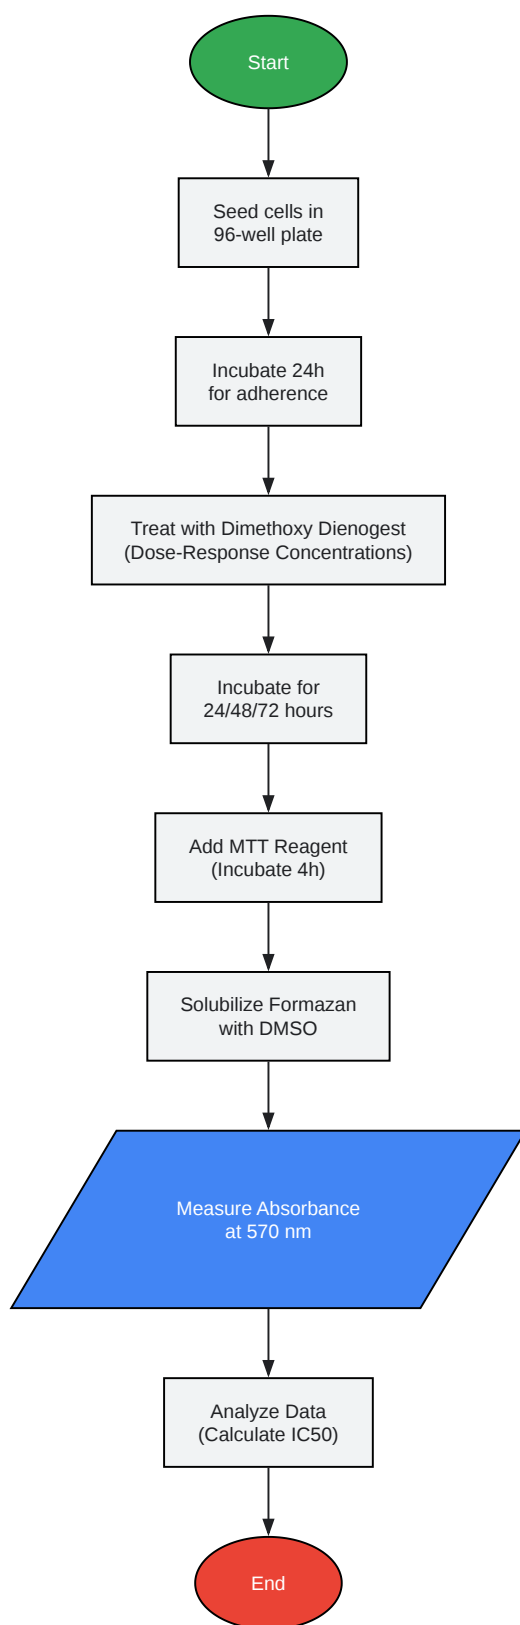 Start
Seed cells in
96-well plate
Incubate 24h
for adherence
Treat with Dimethoxy Dienogest
(Dose-Response Concentrations)
Incubate for
24/48/72 hours
Add MTT Reagent
(Incubate 4h)
Solubilize Formazan
with DMSO
Measure Absorbance
at 570 nm
Analyze Data
(Calculate IC50)
End